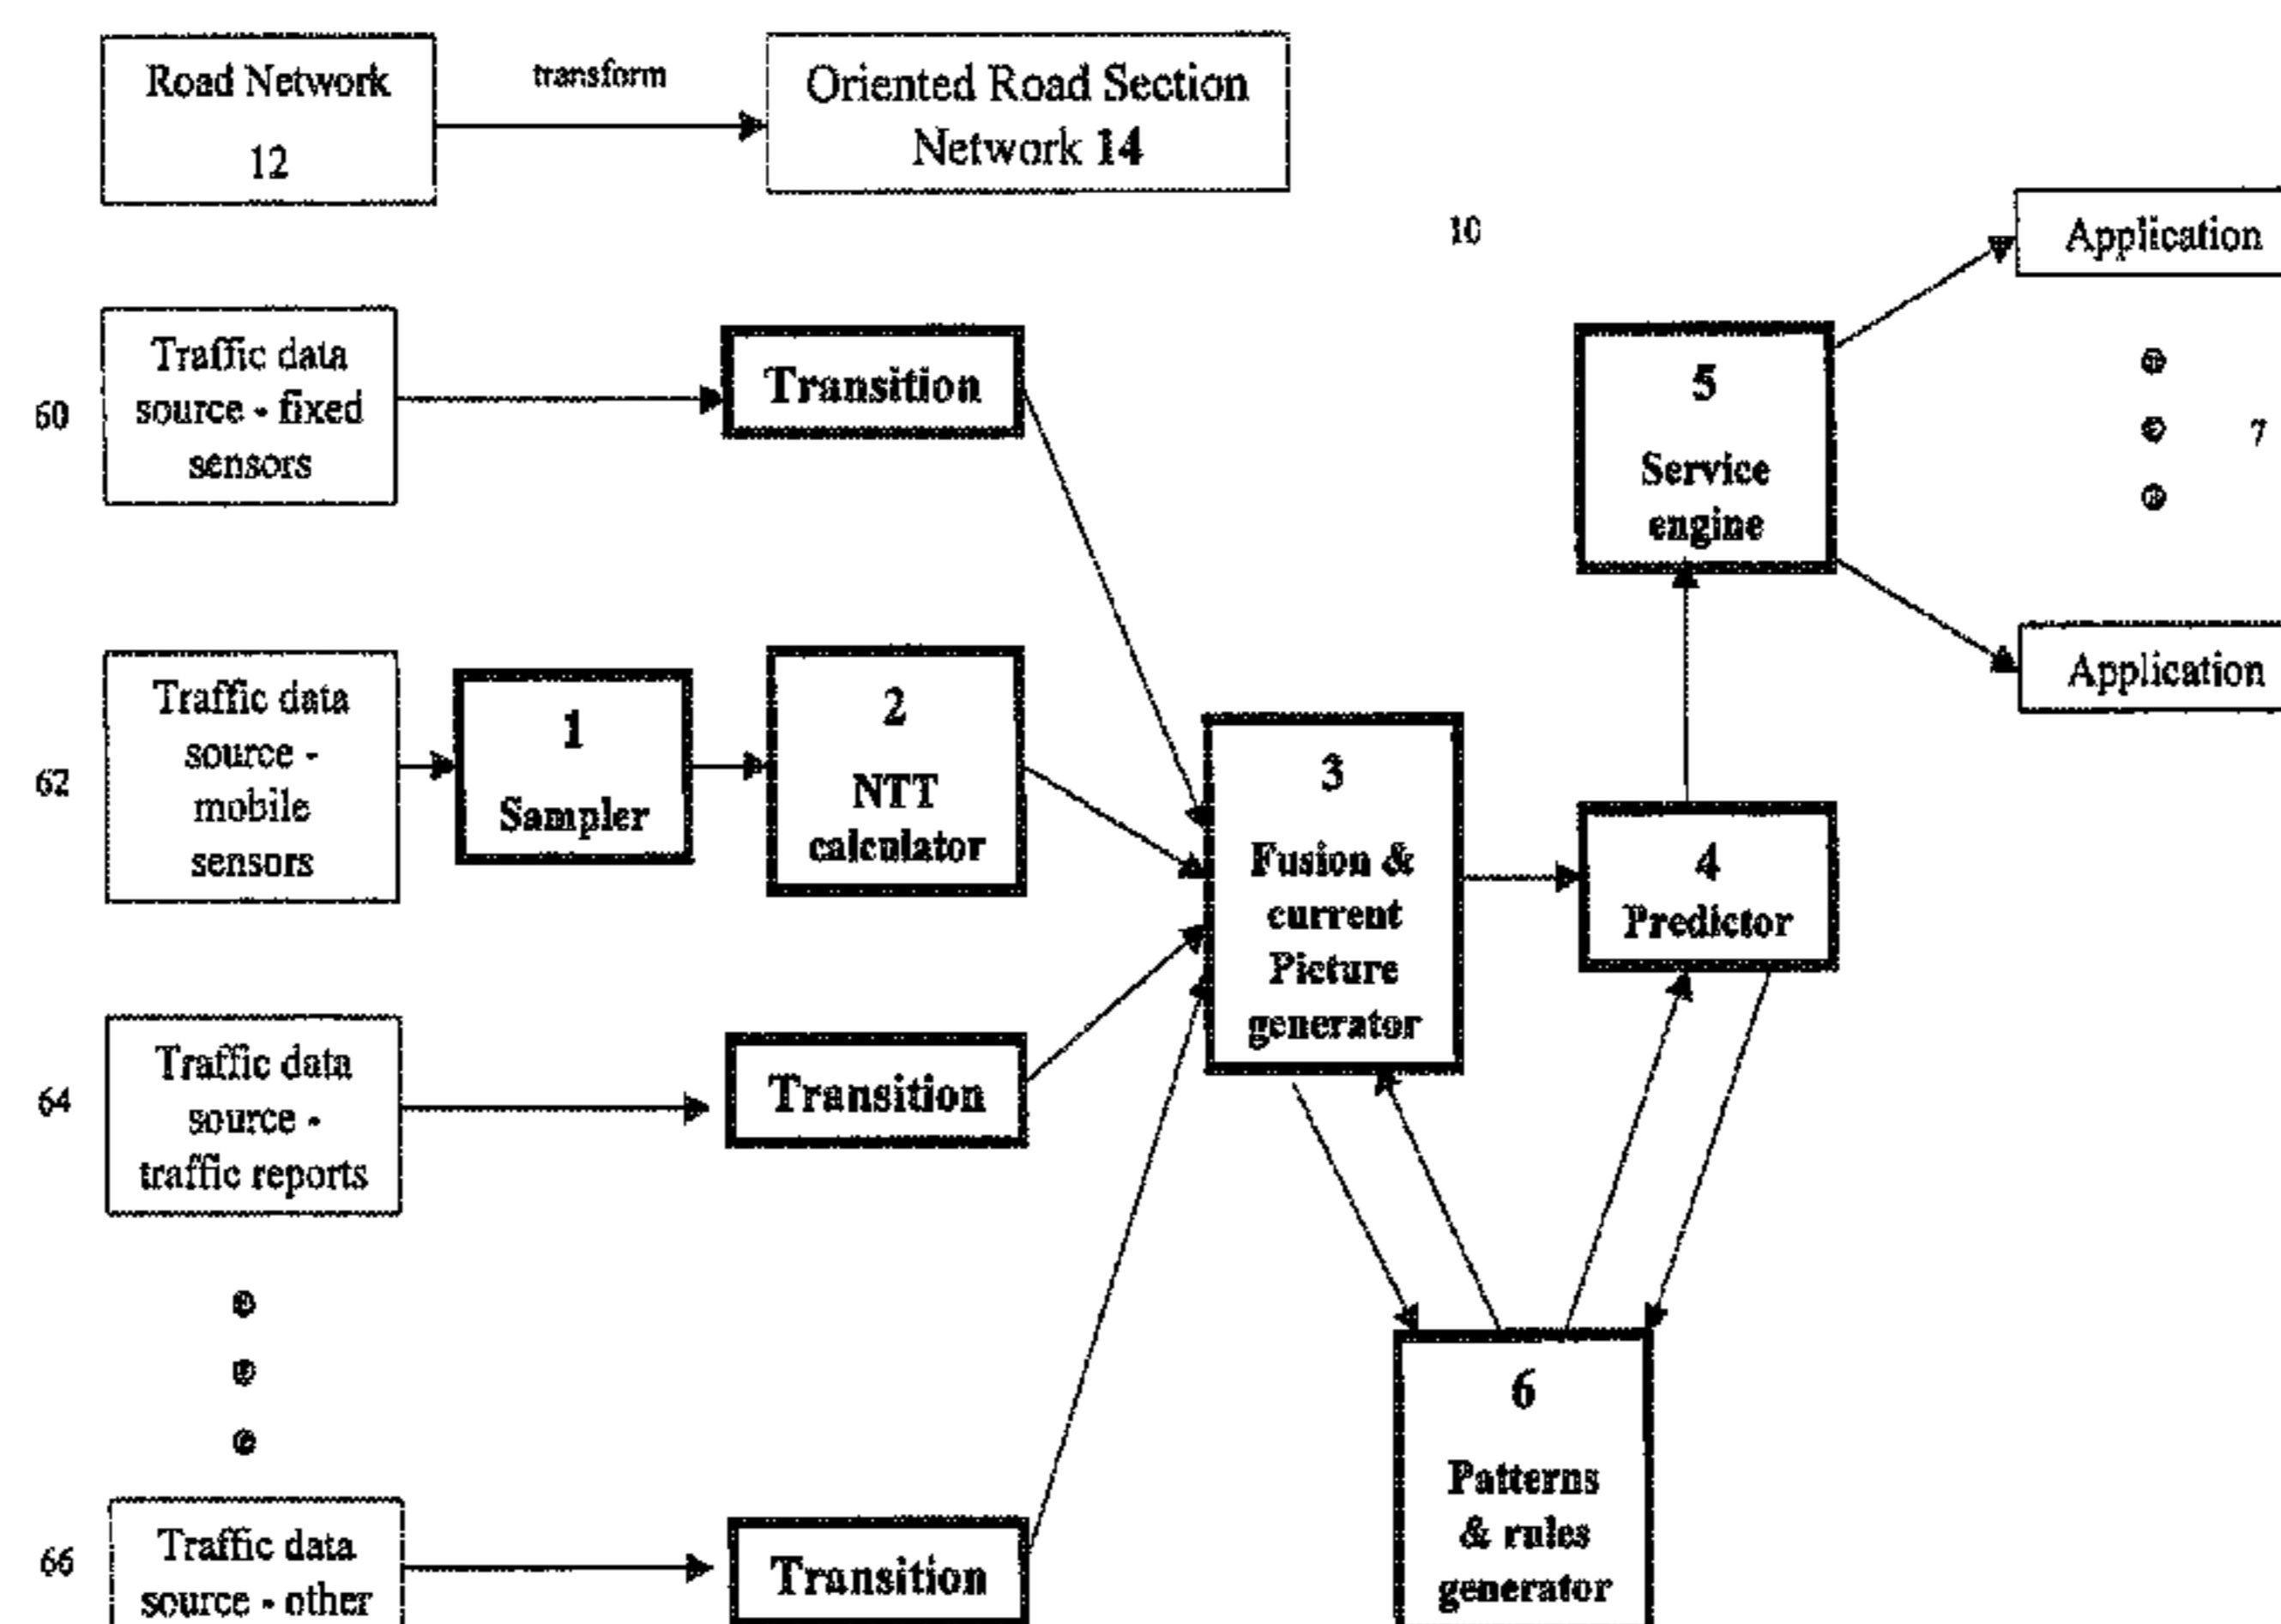 Road Network
12
transform
Oriented Road Section
Network 14
10
Application
60
Traffic data
source - fixed
sensors
Transition
5
Service
engine
7
Application
62
Traffic data
source -
mobile
sensors
1
Sampler
2
NTT
calculator
3
Fusion &
current
Picture
generator
4
Predictor
64
Traffic data
source -
traffic reports
Transition
6
Patterns
& rules
generator
66
Traffic data
source - other
Transition